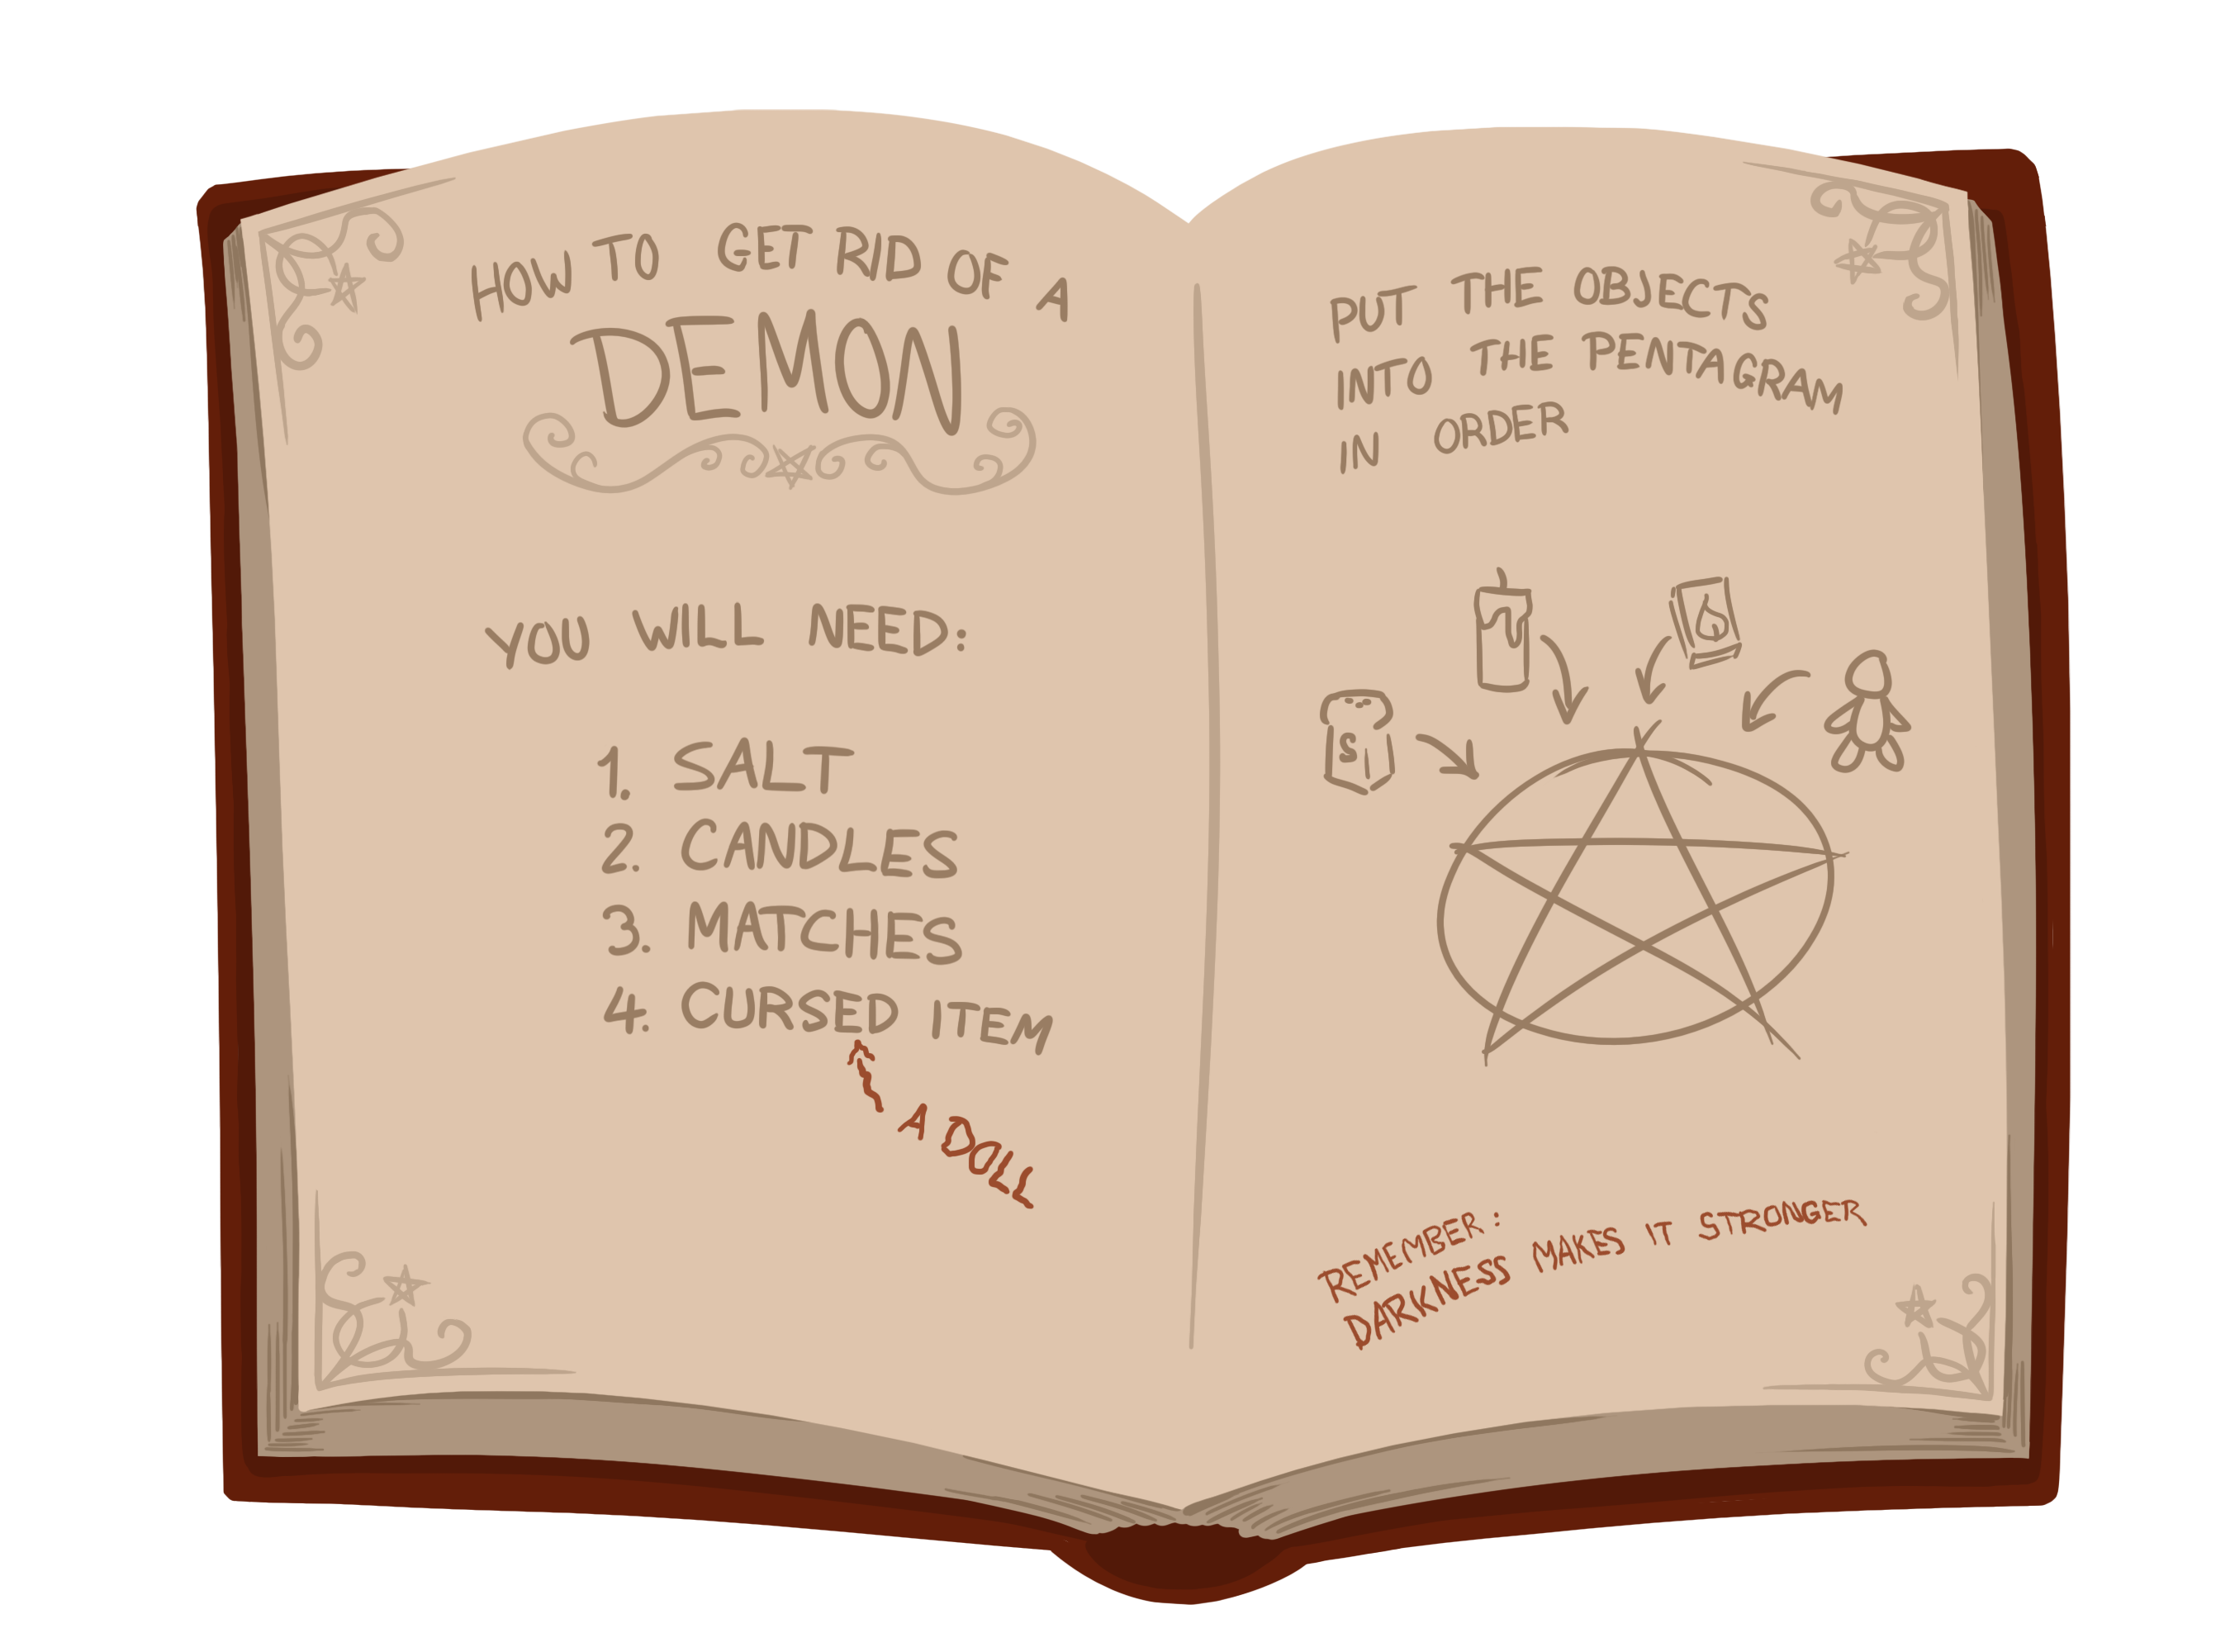 HOW TO GET RID OF A
DEMON
YOU WILL NEED:
1. SALT
2. CANDLES
3. MATCHES
4. CURSED ITEM
A DOLL
PUT THE OBJECTS
INTO THE PENTAGRAM
IN ORDER
S
REMEMBER:
DARKNESS MAKES IT STRONGER